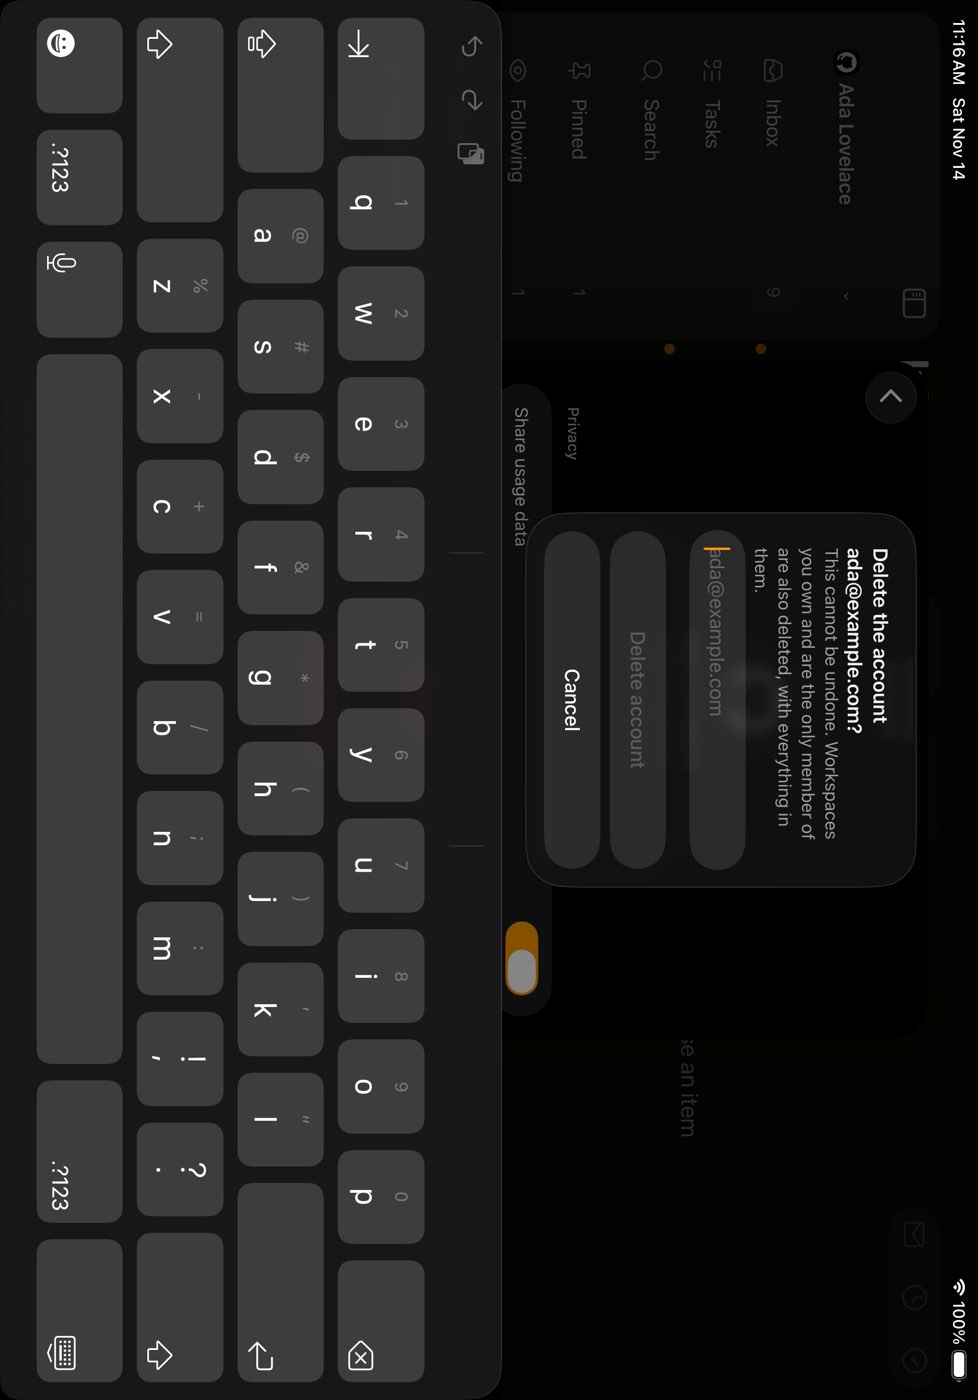 11:16 AM Sat Nov 14
100%
Ada Lovelace
Inbox 9
Tasks
Search
Pinned 1
Following 1
Delete the account
ada@example.com?
This cannot be undone. Workspaces
you own and are the only member of
are also deleted, with everything in
them.
ada@example.com
Delete account
Cancel
an item
Privacy
Share usage data
1 2 3 4 5 6 7 8 9 0
q w e r t y u i o p
@ # $ & * ( ) ' "
a s d f g h j k l
% - + = / ; : ! ?
z x c v b n m , .
.?123 .?123